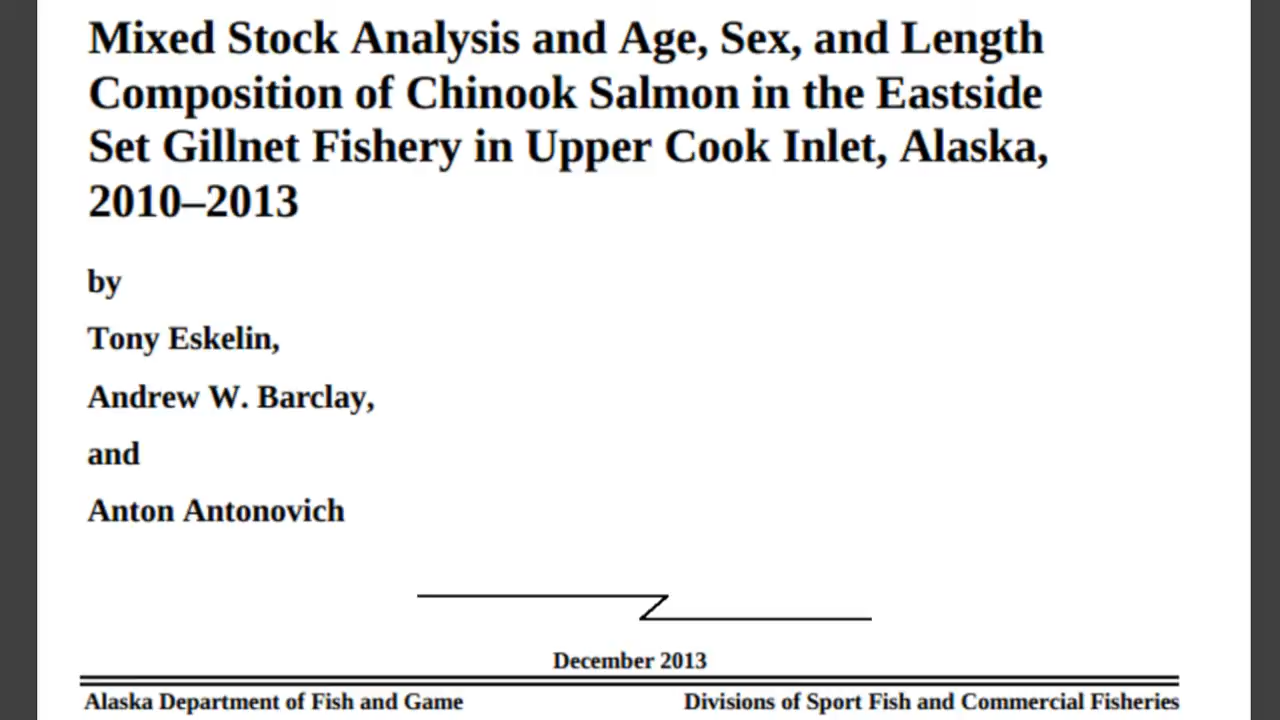 Mixed Stock Analysis and Age, Sex, and Length
Composition of Chinook Salmon in the Eastside
Set Gillnet Fishery in Upper Cook Inlet, Alaska,
2010–2013
by
Tony Eskelin,
Andrew W. Barclay,
and
Anton Antonovich
December 2013
Alaska Department of Fish and Game
Divisions of Sport Fish and Commercial Fisheries